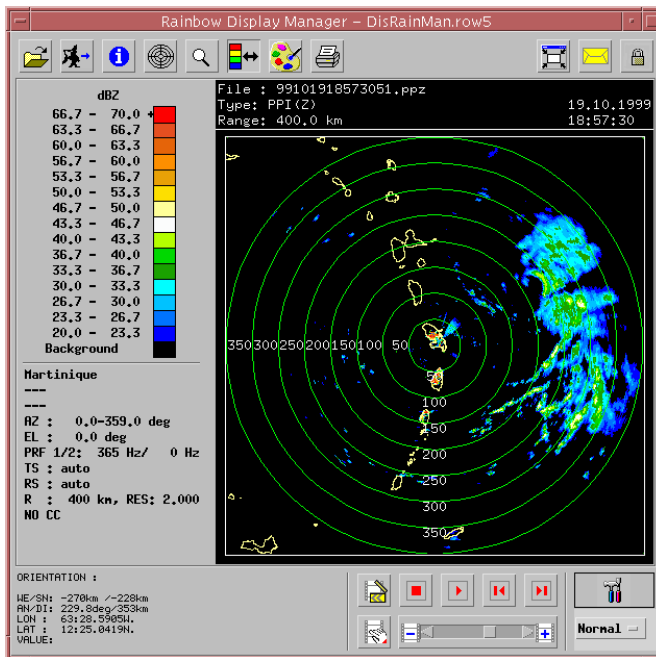 Rainbow Display Manager – DisRainMan.row5
File : 99101918573051.ppz
Type: PPI(Z) 19.10.1999
Range: 400.0 km 18:57:30
dBZ
66.7 - 70.0 +
63.3 - 66.7
60.0 - 63.3
56.7 - 60.0
53.3 - 56.7
50.0 - 53.3
46.7 - 50.0
43.3 - 46.7
40.0 - 43.3
36.7 - 40.0
33.3 - 36.7
30.0 - 33.3
26.7 - 30.0
23.3 - 26.7
20.0 - 23.3
Background
350 300 250 200 150 100 50
50
100
150
200
250
300
350
Martinique
---
---
AZ : 0.0-359.0 deg
EL : 0.0 deg
PRF 1/2: 365 Hz/ 0 Hz
TS : auto
RS : auto
R : 400 km, RES: 2.000
NO CC
ORIENTATION :
WE/SN: -270km /-228km
AN/DI: 229.8deg/353km
LON : 63:28.5905W.
LAT : 12:25.0419N.
VALUE:
Normal